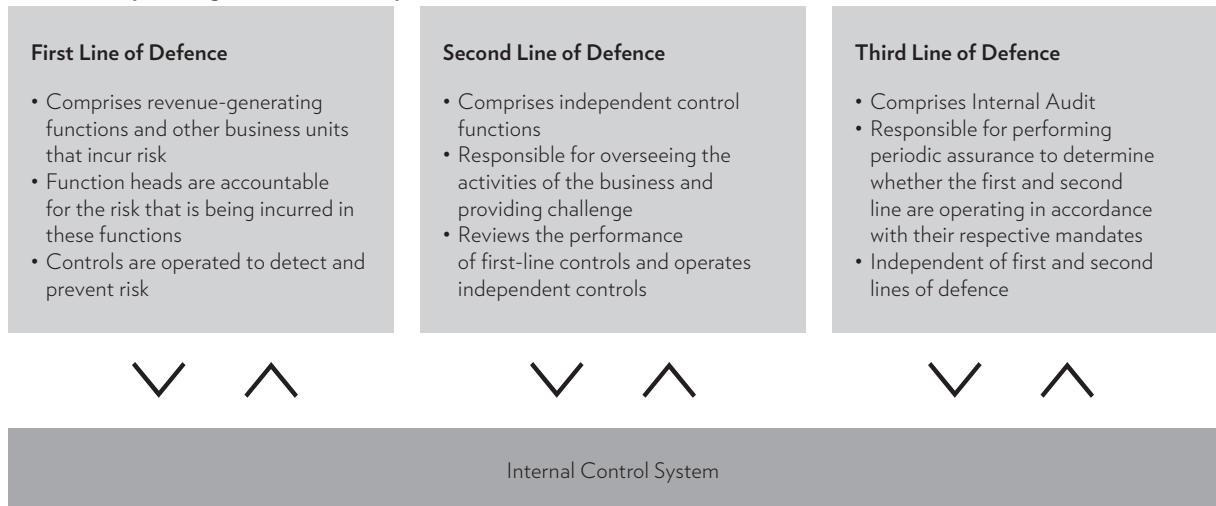 First Line of Defence
• Comprises revenue-generating
functions and other business units
that incur risk
• Function heads are accountable
for the risk that is being incurred in
these functions
• Controls are operated to detect and
prevent risk
Second Line of Defence
• Comprises independent control
functions
• Responsible for overseeing the
activities of the business and
providing challenge
• Reviews the performance
of first-line controls and operates
independent controls
Third Line of Defence
• Comprises Internal Audit
• Responsible for performing
periodic assurance to determine
whether the first and second
line are operating in accordance
with their respective mandates
• Independent of first and second
lines of defence
Internal Control System